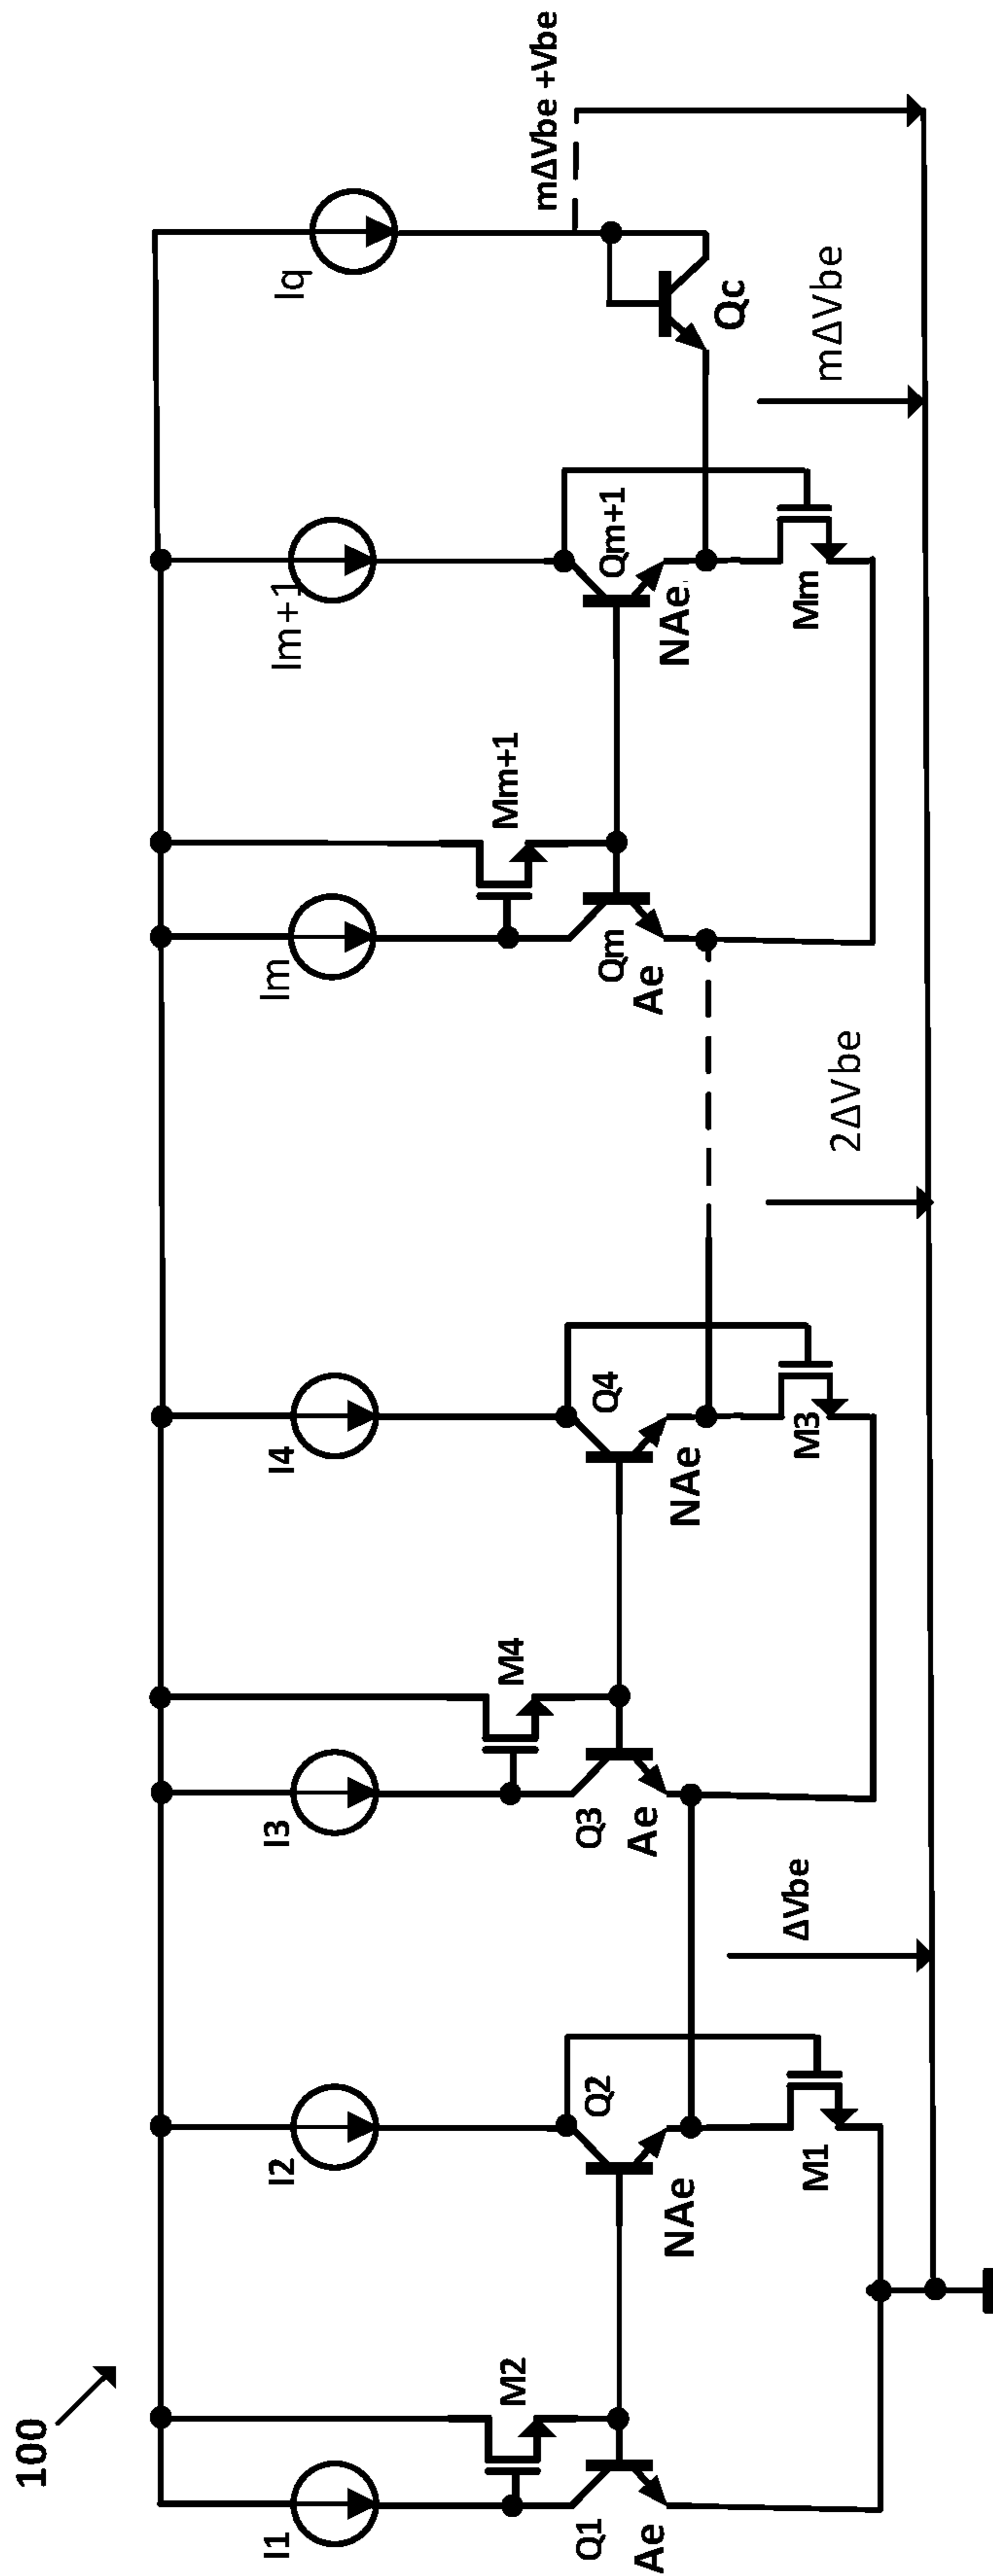 100
I1
M2
Q1
Ae
I2
Q2
NAe
M1
ΔVbe
I3
M4
Q3
Ae
I4
Q4
NAe
M3
2ΔVbe
Im
Mm+1
Qm
Ae
Im+1
Qm+1
NAe
Mm
Iq
Qc
mΔVbe
mΔVbe +Vbe